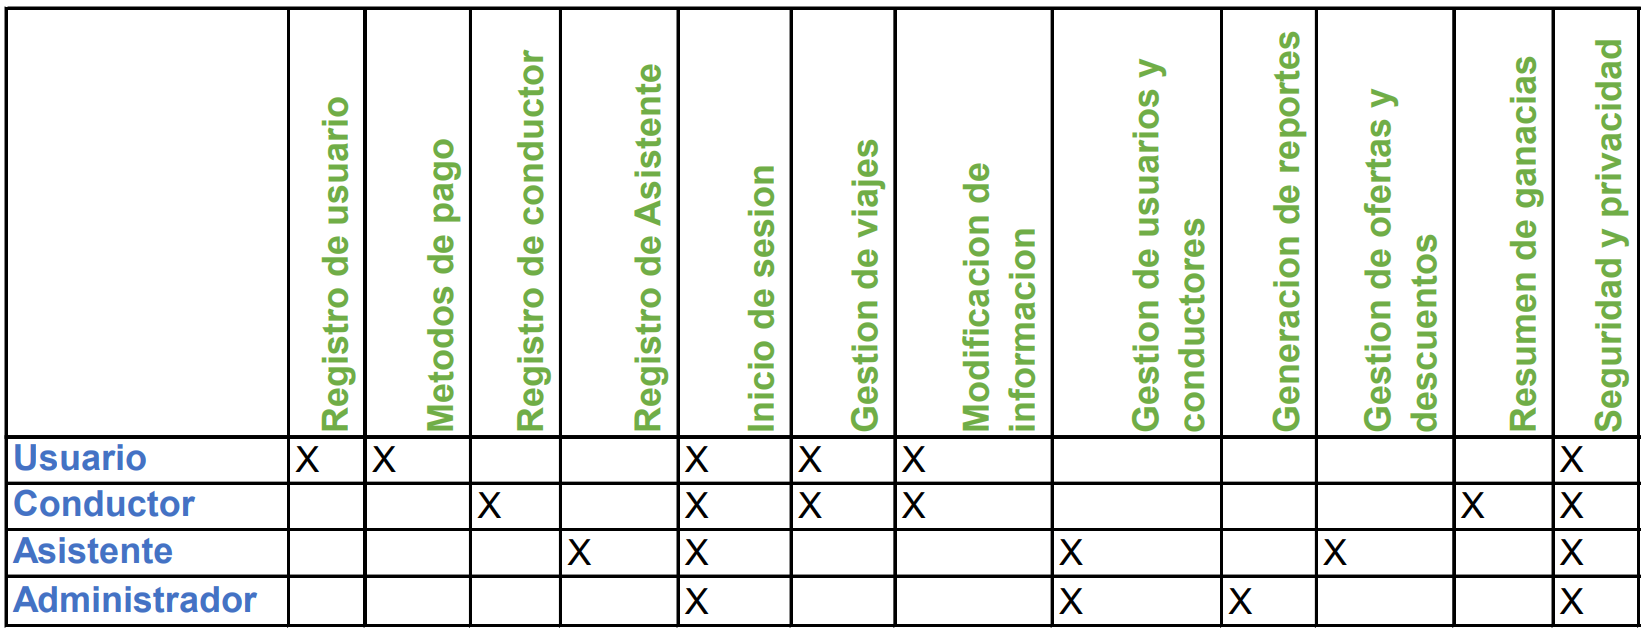 Registro de usuario
Metodos de pago
Registro de conductor
Registro de Asistente
Inicio de sesion
Gestion de viajes
Modificacion de
informacion
Gestion de usuarios y
conductores
Generacion de reportes
Gestion de ofertas y
descuentos
Resumen de ganacias
Seguridad y privacidad
Usuario X X X X X X
Conductor X X X X X X
Asistente X X X X X
Administrador X X X X